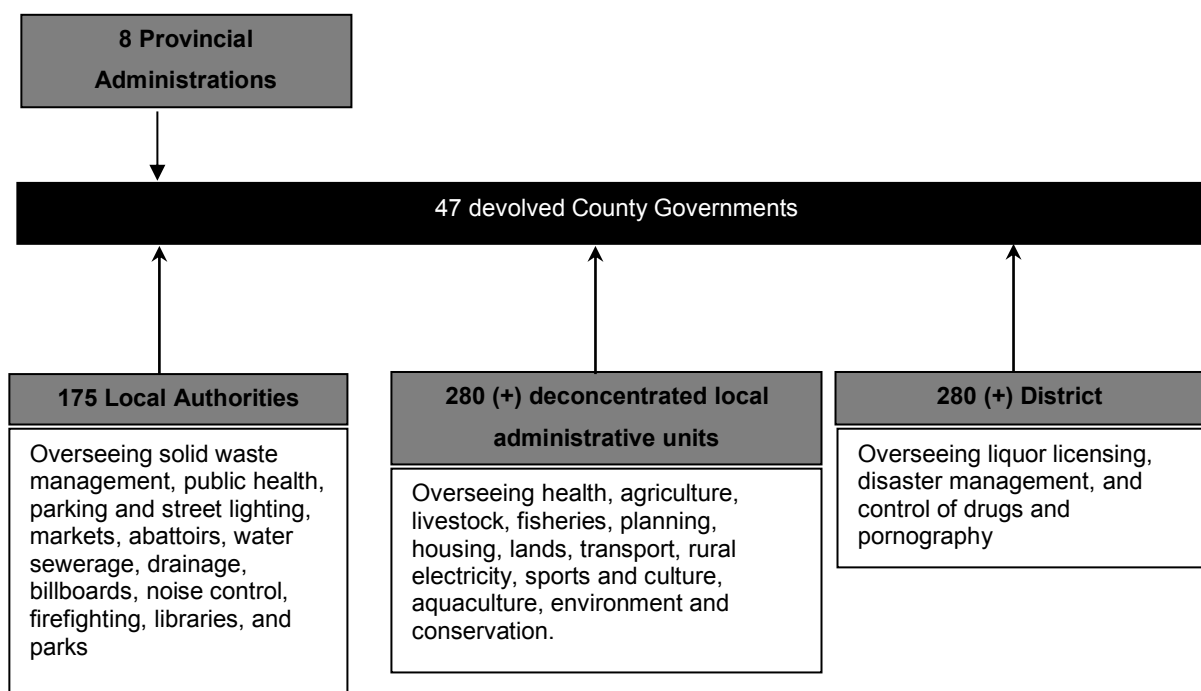 8 Provincial
Administrations
47 devolved County Governments
175 Local Authorities
Overseeing solid waste
management, public health,
parking and street lighting,
markets, abattoirs, water
sewerage, drainage,
billboards, noise control,
firefighting, libraries, and
parks
280 (+) deconcentrated local
administrative units
Overseeing health, agriculture,
livestock, fisheries, planning,
housing, lands, transport, rural
electricity, sports and culture,
aquaculture, environment and
conservation.
280 (+) District
Overseeing liquor licensing,
disaster management, and
control of drugs and
pornography